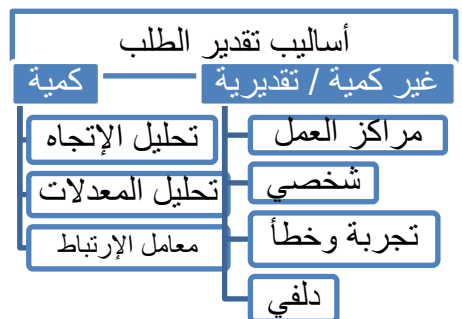 أساليب تقدير الطلب
غير كمية / تقديرية
كمية
مراكز العمل
شخصي
تجربة وخطأ
دلفي
تحليل الإتجاه
تحليل المعدلات
معامل الإرتباط